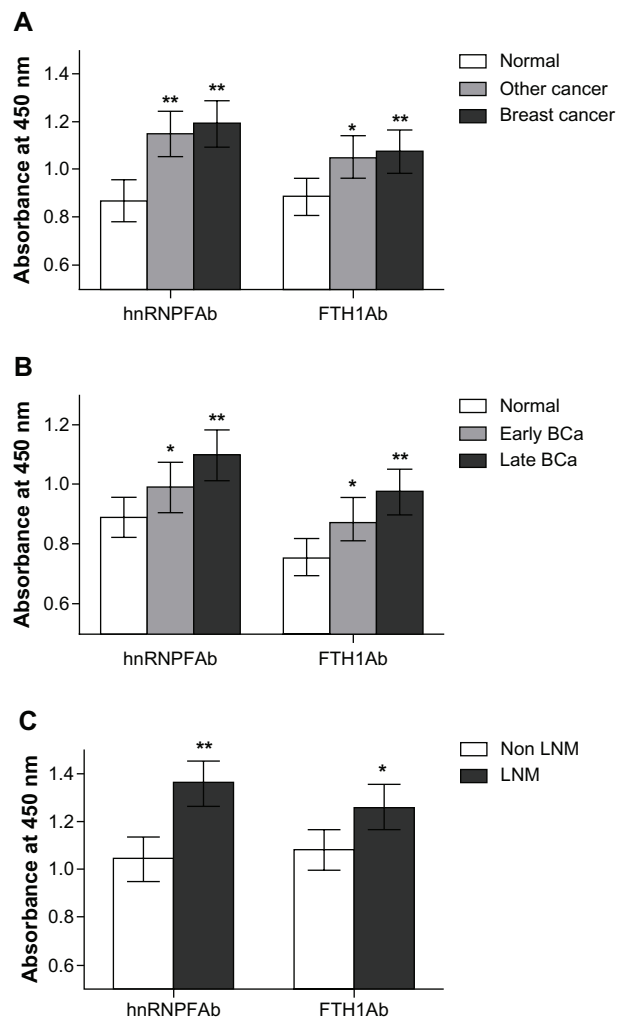 A
Absorbance at 450 nm
1.4
1.2
1.0
0.8
0.6
** **
* **
hnRNPFAb FTH1Ab
Normal
Other cancer
Breast cancer
B
Absorbance at 450 nm
1.2
1.0
0.8
0.6
* **
* **
hnRNPFAb FTH1Ab
Normal
Early BCa
Late BCa
C
Absorbance at 450 nm
1.4
1.2
1.0
0.8
0.6
**
*
hnRNPFAb FTH1Ab
Non LNM
LNM